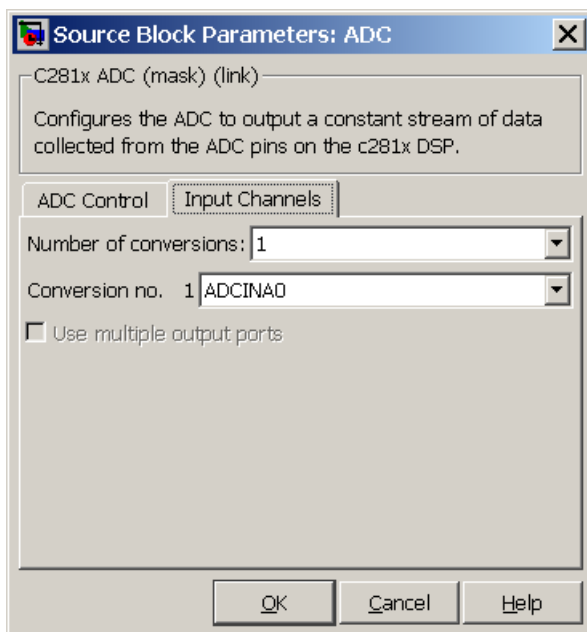 Source Block Parameters: ADC
C281x ADC (mask) (link)
Configures the ADC to output a constant stream of data
collected from the ADC pins on the c281x DSP.
ADC Control Input Channels
Number of conversions: 1
Conversion no. 1 ADCINA0
Use multiple output ports
OK Cancel Help